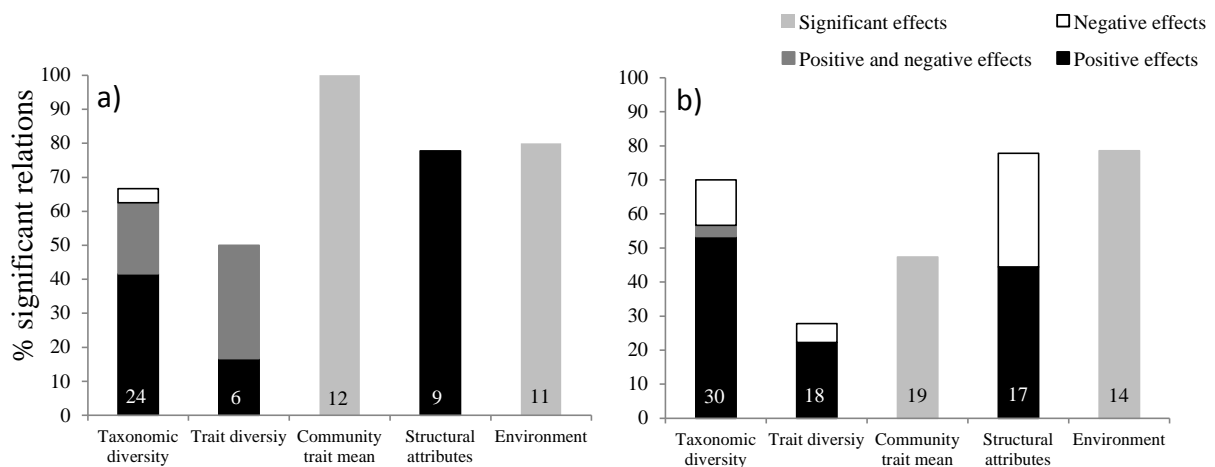 Significant effects
Negative effects
Positive and negative effects
Positive effects
a)
% significant relations
100
90
80
70
60
50
40
30
20
10
0
24
6
12
9
11
Taxonomic diversity
Trait diversiy
Community trait mean
Structural attributes
Environment
b)
100
90
80
70
60
50
40
30
20
10
0
30
18
19
17
14
Taxonomic diversity
Trait diversiy
Community trait mean
Structural attributes
Environment